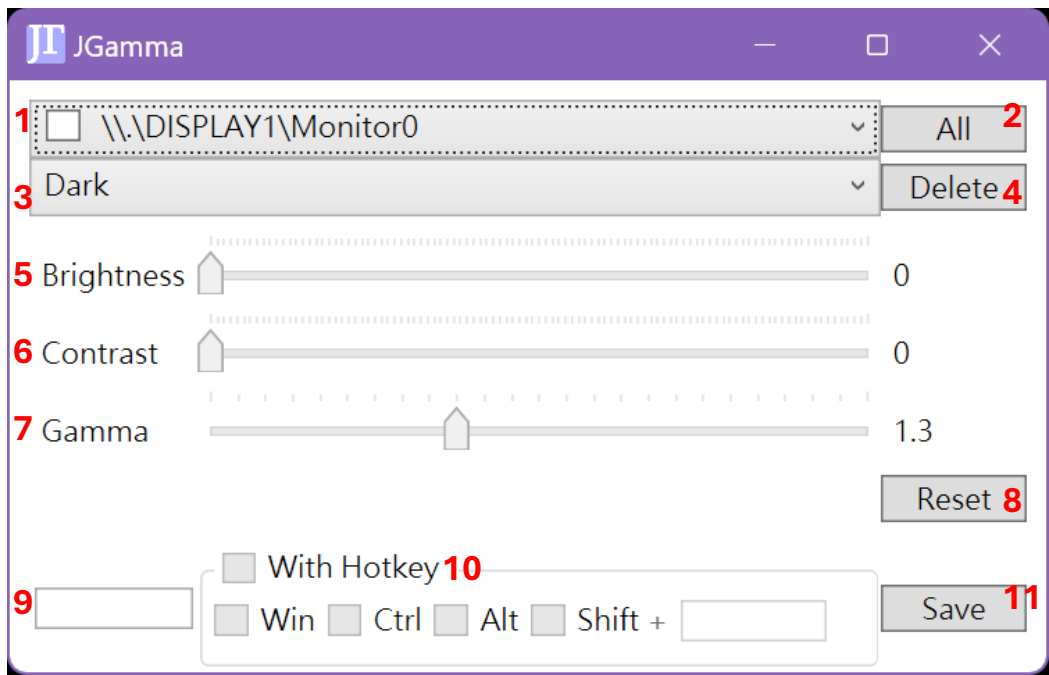 JT JGamma
1 \\.\DISPLAY1\Monitor0 All 2
3 Dark Delete 4
5 Brightness 0
6 Contrast 0
7 Gamma 1.3
Reset 8
With Hotkey 10
9 Win Ctrl Alt Shift + Save 11